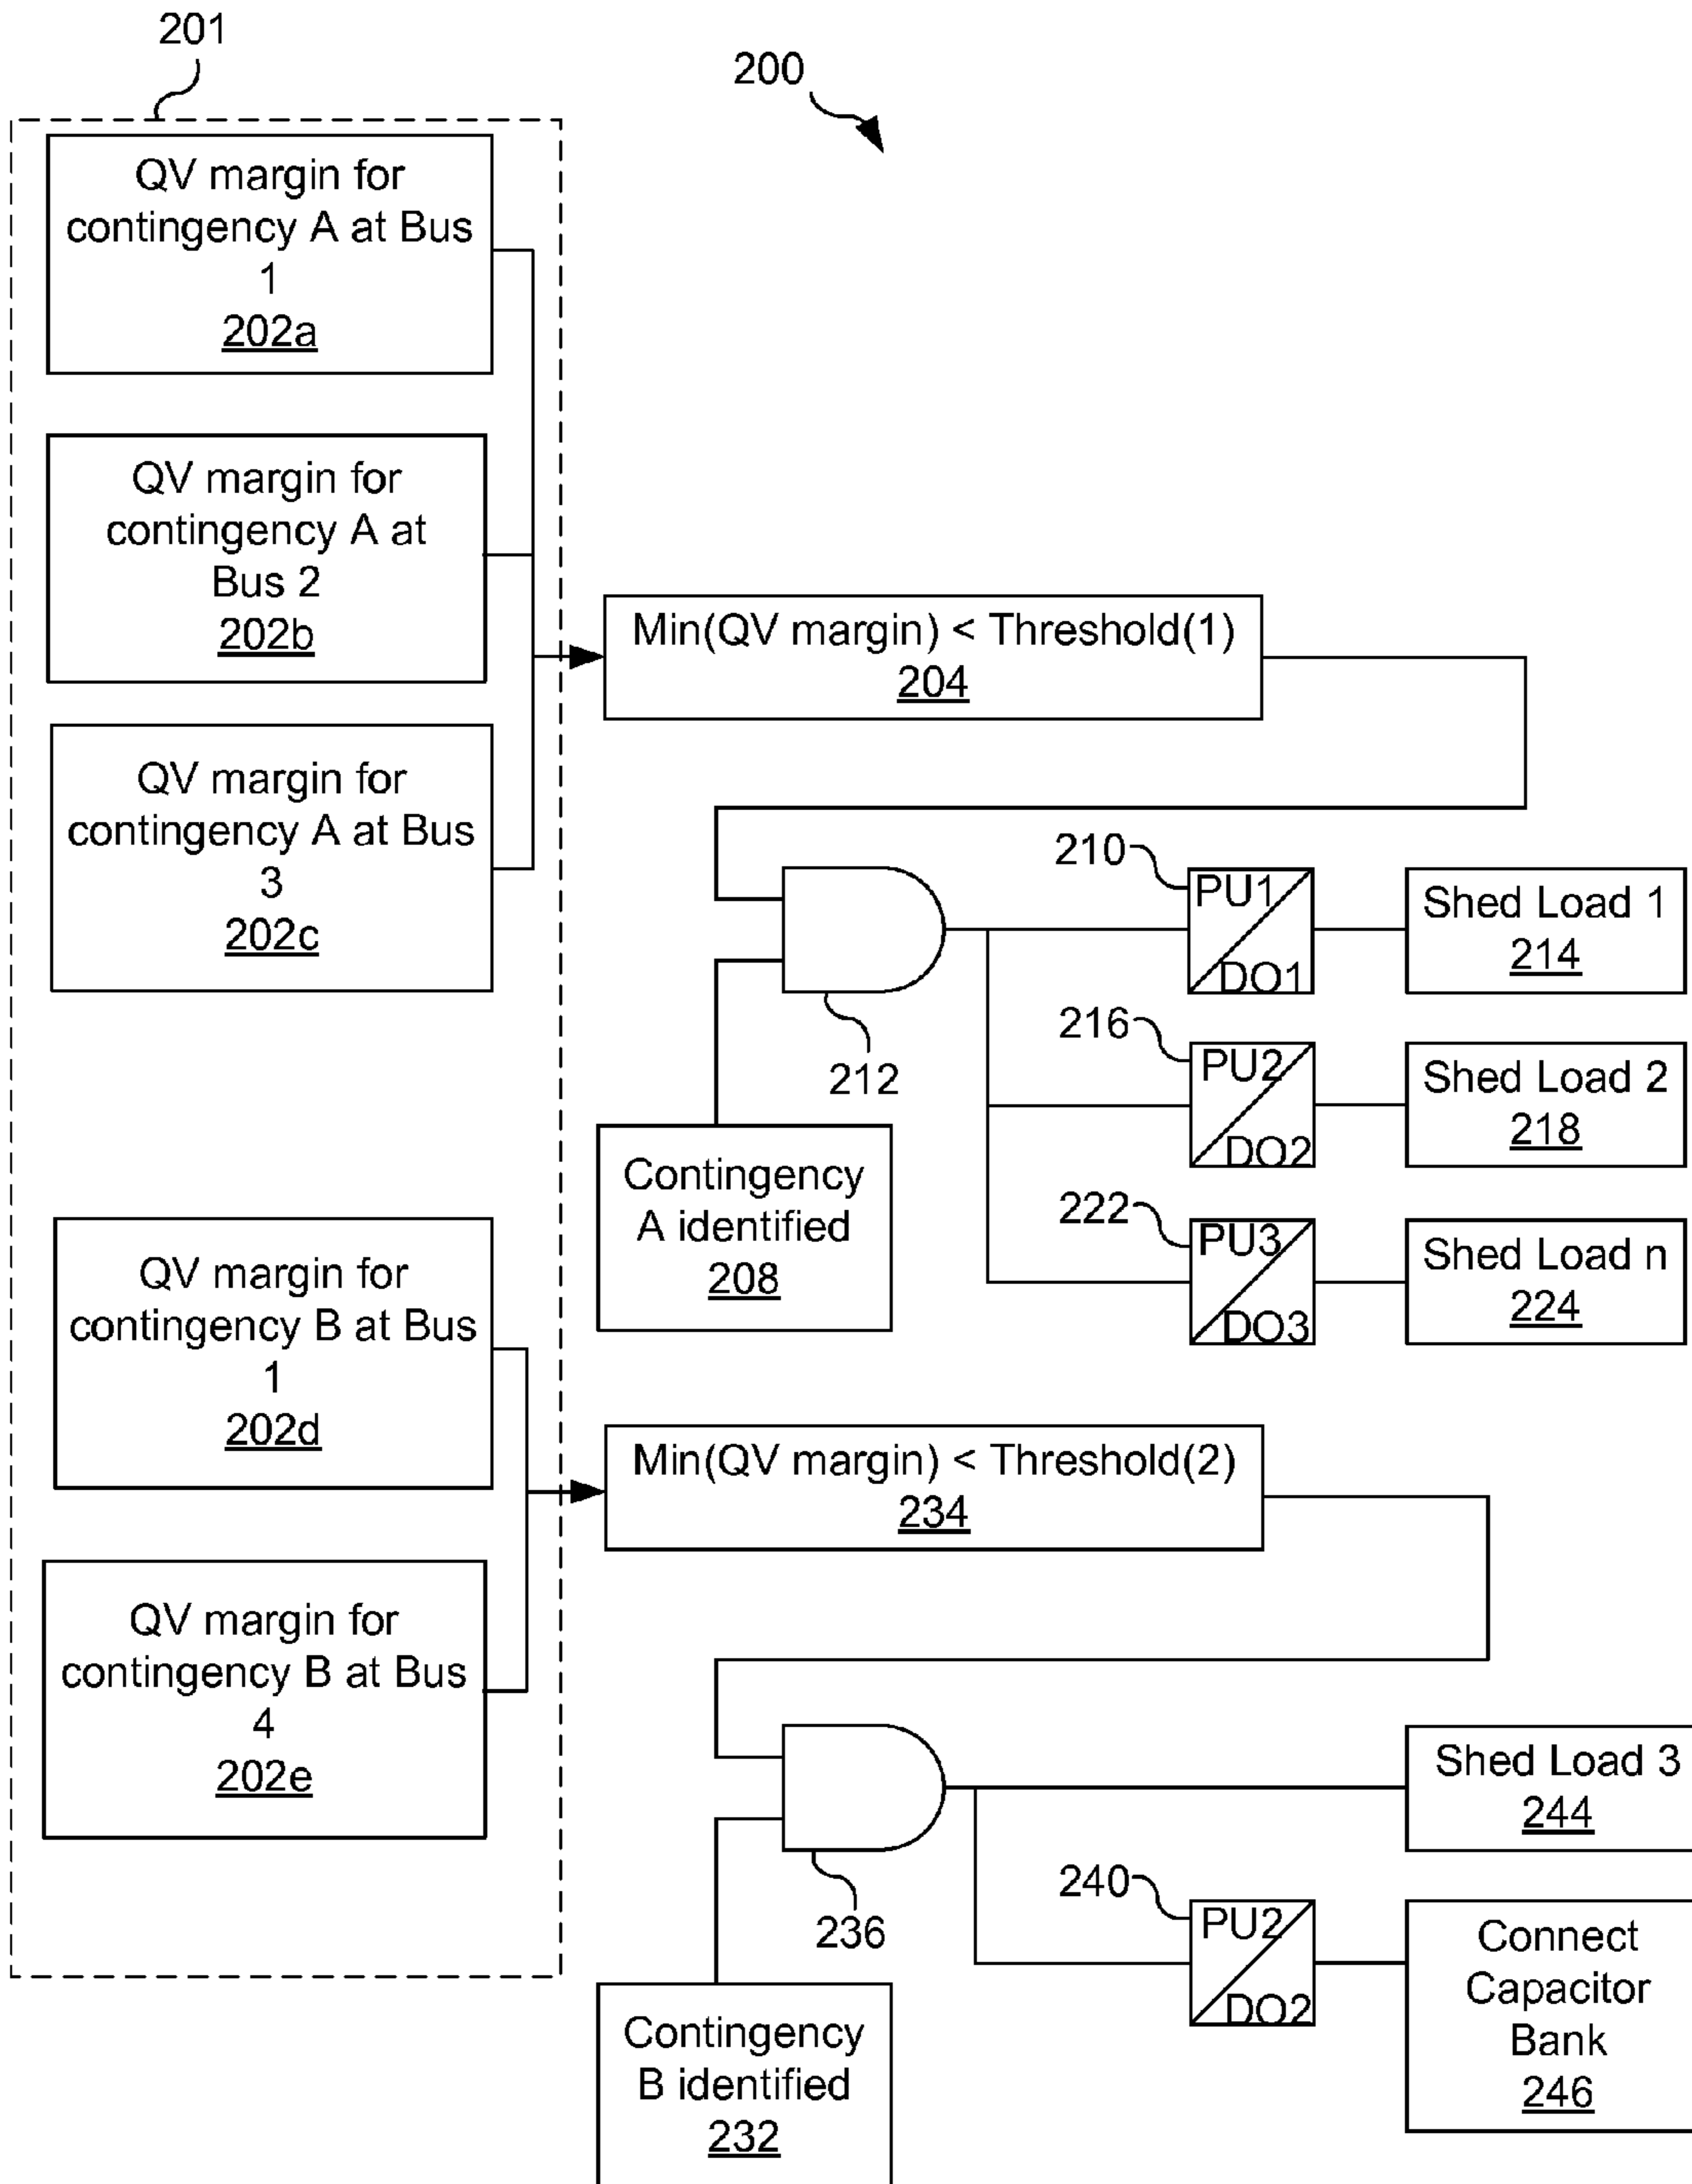 201
200
QV margin for
contingency A at Bus
1
202a
QV margin for
contingency A at
Bus 2
202b
QV margin for
contingency A at Bus
3
202c
Min(QV margin) < Threshold(1)
204
212
Contingency
A identified
208
210
PU1
DO1
Shed Load 1
214
216
PU2
DO2
Shed Load 2
218
222
PU3
DO3
Shed Load n
224
QV margin for
contingency B at Bus
1
202d
QV margin for
contingency B at Bus
4
202e
Min(QV margin) < Threshold(2)
234
236
Contingency
B identified
232
Shed Load 3
244
240
PU2
DO2
Connect
Capacitor
Bank
246